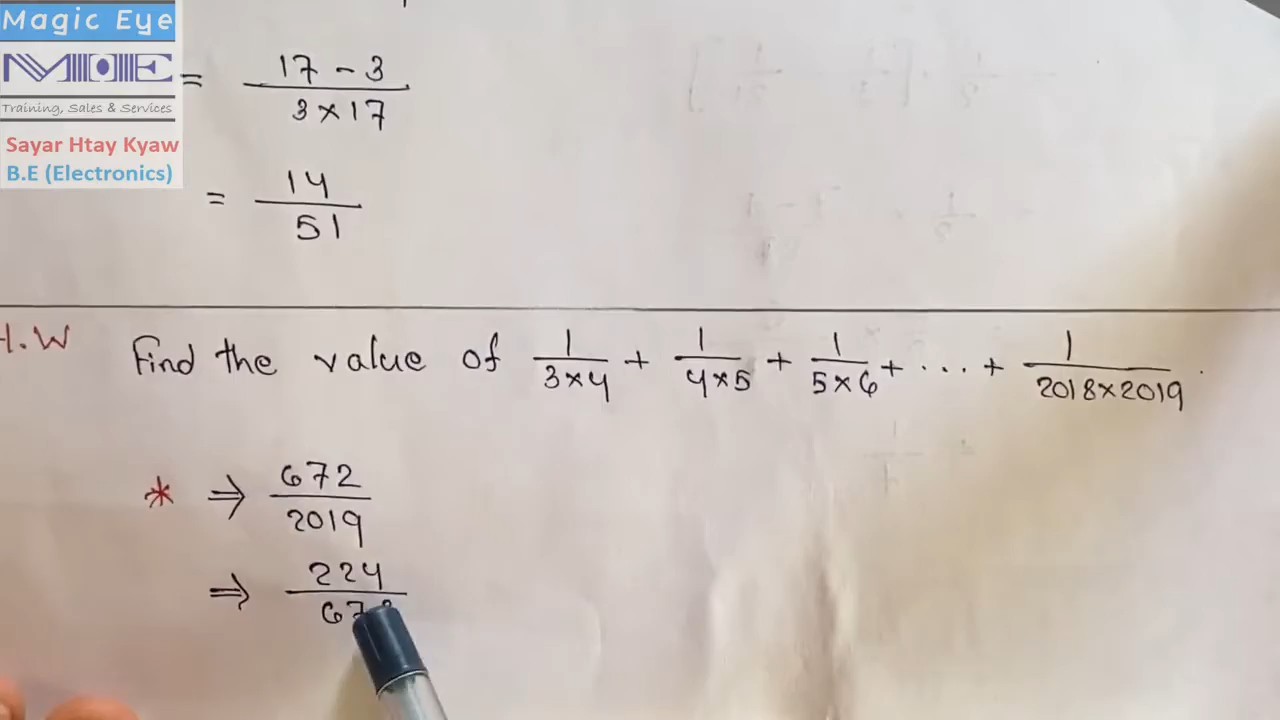 Magic Eye
MOE
Training, Sales & Services
Sayar Htay Kyaw
B.E (Electronics)
= 17 - 3 / 3 × 17
= 14 / 51
H.W Find the value of 1 / 3×4 + 1 / 4×5 + 1 / 5×6 + ... + 1 / 2018×2019 .
* ⇒ 672 / 2019
⇒ 224 /